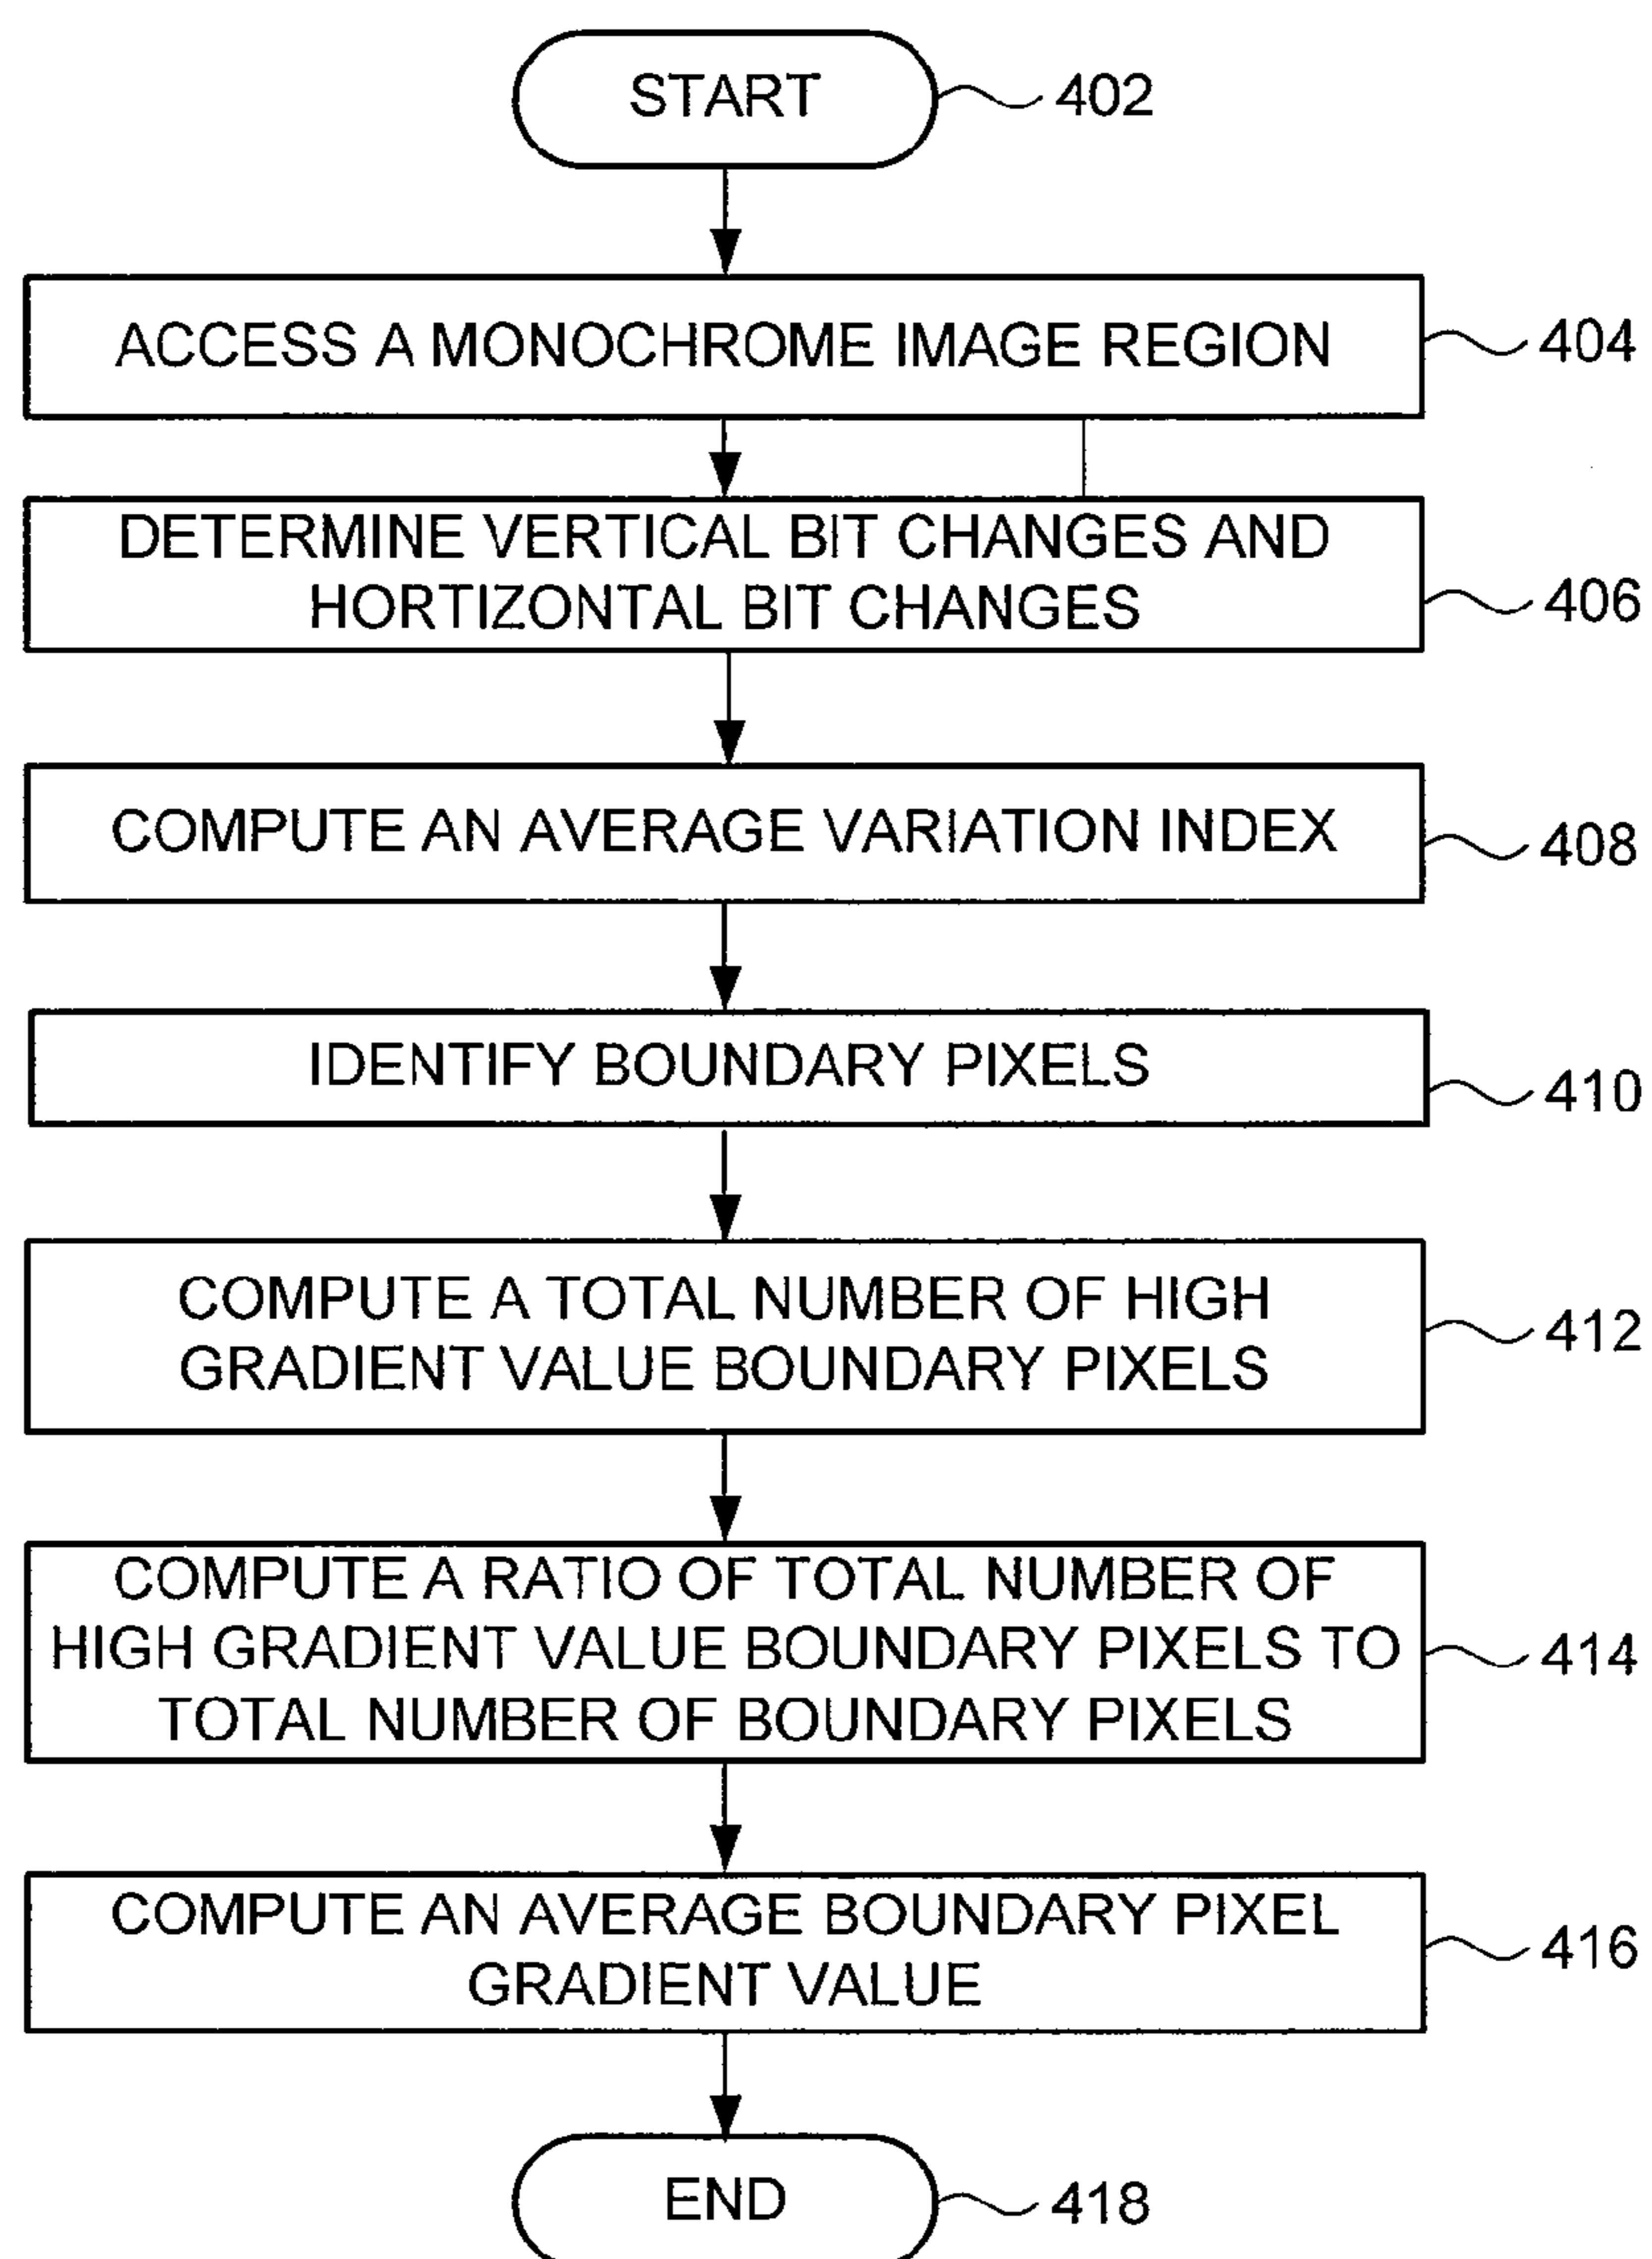 START
402
ACCESS A MONOCHROME IMAGE REGION
404
DETERMINE VERTICAL BIT CHANGES AND
HORTIZONTAL BIT CHANGES
406
COMPUTE AN AVERAGE VARIATION INDEX
408
IDENTIFY BOUNDARY PIXELS
410
COMPUTE A TOTAL NUMBER OF HIGH
GRADIENT VALUE BOUNDARY PIXELS
412
COMPUTE A RATIO OF TOTAL NUMBER OF
HIGH GRADIENT VALUE BOUNDARY PIXELS TO
TOTAL NUMBER OF BOUNDARY PIXELS
414
COMPUTE AN AVERAGE BOUNDARY PIXEL
GRADIENT VALUE
416
END
418